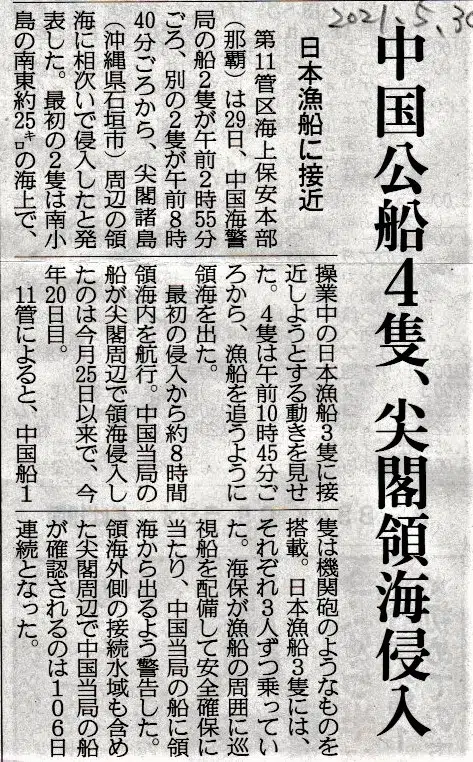 2021.5.30
中国公船4隻、尖閣領海侵入
日本漁船に接近
第11管区海上保安本部
（那覇）は29日、中国海警
局の船2隻が午前2時55分
ごろ、別の2隻が午前8時
40分ごろから、尖閣諸島
（沖縄県石垣市）周辺の領
海に相次いで侵入したと発
表した。最初の2隻は南小
島の南東約25㌔の海上で、
操業中の日本漁船3隻に接
近しようとする動きを見せ
た。4隻は午前10時45分ご
ろから、漁船を追うように
領海を出た。
最初の侵入から約8時間
領海内を航行。中国当局の
船が尖閣周辺で領海侵入し
たのは今月25日以来で、今
年20日目。
11管によると、中国船1
隻は機関砲のようなものを
搭載。日本漁船3隻には、
それぞれ3人ずつ乗ってい
た。海保が漁船の周囲に巡
視船を配備して安全確保に
当たり、中国当局の船に領
海から出るよう警告した。
領海外側の接続水域も含め
た尖閣周辺で中国当局の船
が確認されるのは106日
連続となった。